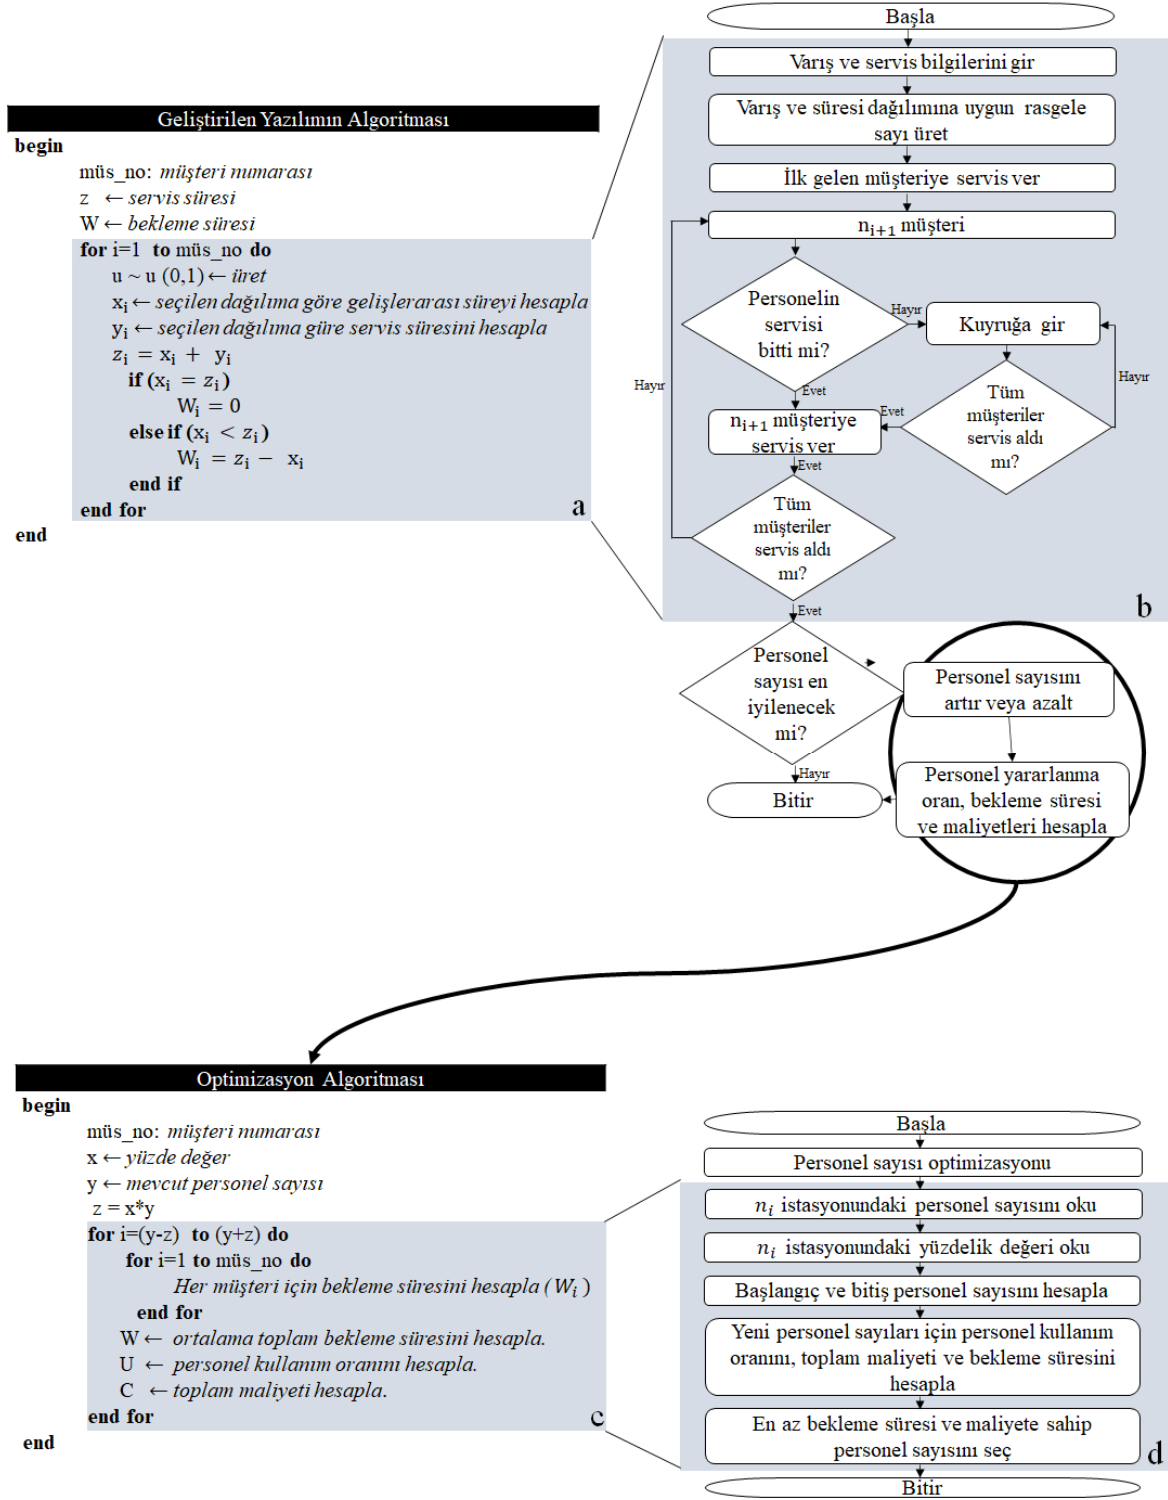 Geliştirilen Yazılımın Algoritması
begin
müs_no: müşteri numarası
z ← servis süresi
W ← bekleme süresi
for i=1 to müs_no do
u ~ u (0,1) ← üret
xᵢ ← seçilen dağılıma göre gelişlerarası süreyi hesapla
yᵢ ← seçilen dağılıma güre servis süresini hesapla
zᵢ = xᵢ + yᵢ
if (xᵢ = zᵢ)
Wᵢ = 0
else if (xᵢ < zᵢ)
Wᵢ = zᵢ − xᵢ
end if
end for
a
end
Başla
Varış ve servis bilgilerini gir
Varış ve süresi dağılımına uygun rasgele
sayı üret
İlk gelen müşteriye servis ver
nᵢ₊₁ müşteri
Personelin
servisi
bitti mi?
Hayır
Kuyruğa gir
Hayır
Hayır
Evet
Tüm
müşteriler
servis aldı
mı?
Evet
nᵢ₊₁ müşteriye
servis ver
Evet
Tüm
müşteriler
servis aldı
mı?
b
Evet
Personel
sayısı en
iyilenecek
mi?
Personel sayısını
artır veya azalt
Hayır
Bitir
Personel yararlanma
oran, bekleme süresi
ve maliyetleri hesapla
Optimizasyon Algoritması
begin
müs_no: müşteri numarası
x ← yüzde değer
y ← mevcut personel sayısı
z = x*y
for i=(y-z) to (y+z) do
for i=1 to müs_no do
Her müşteri için bekleme süresini hesapla ( Wᵢ )
end for
W ← ortalama toplam bekleme süresini hesapla.
U ← personel kullanım oranını hesapla.
C ← toplam maliyeti hesapla.
end for
c
end
Başla
Personel sayısı optimizasyonu
nᵢ istasyonundaki personel sayısını oku
nᵢ istasyonundaki yüzdelik değeri oku
Başlangıç ve bitiş personel sayısını hesapla
Yeni personel sayıları için personel kullanım
oranını, toplam maliyeti ve bekleme süresini
hesapla
En az bekleme süresi ve maliyete sahip
personel sayısını seç
d
Bitir